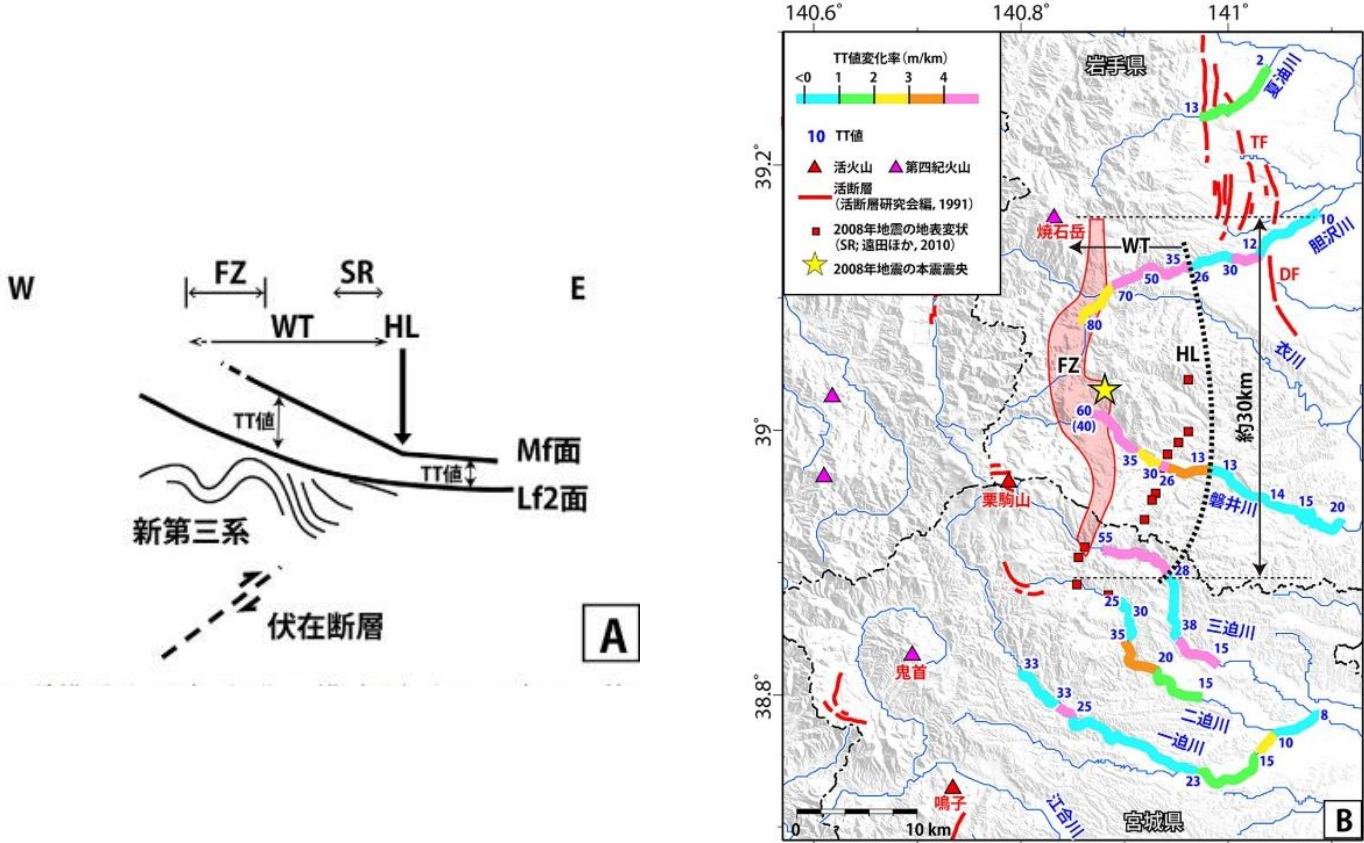 W
FZ
SR
E
WT
HL
TT値
Mf面
TT値
Lf2面
新第三系
伏在断層
A
140.6°
140.8°
141°
TT値変化率(m/km)
<0 1 2 3 4
10 TT値
活火山 第四紀火山
活断層
(活断層研究会編, 1991)
2008年地震の地表変状
(SR; 遠田ほか, 2010)
2008年地震の本震震央
岩手県
2
夏油川
13
39.2°
TF
焼石岳
10
胆沢川
WT
12
35
30
26
50
70
80
DF
衣川
HL
FZ
約30km
39°
60
(40)
35
30
26
13
13
14
15
20
磐井川
栗駒山
55
28
25
30
38
三迫川
35
15
20
15
鬼首
33
38.8°
33
25
二迫川
一迫川
8
10
15
23
鳴子
江合川
宮城県
0 10 km
B